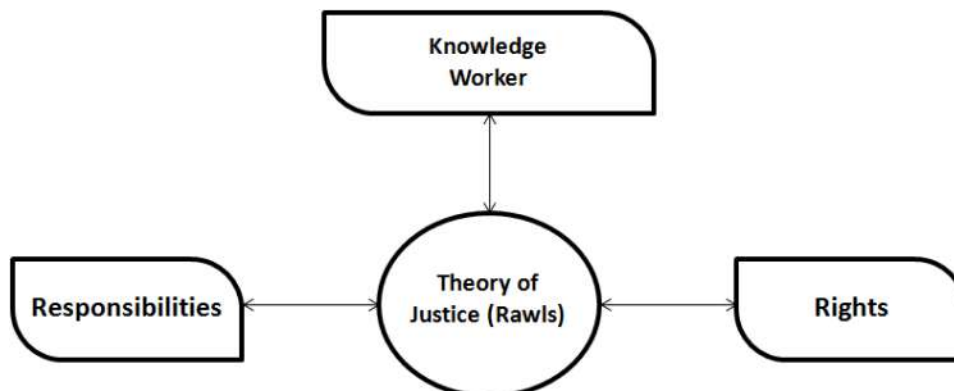 Knowledge
Worker
Theory of
Justice (Rawls)
Responsibilities
Rights